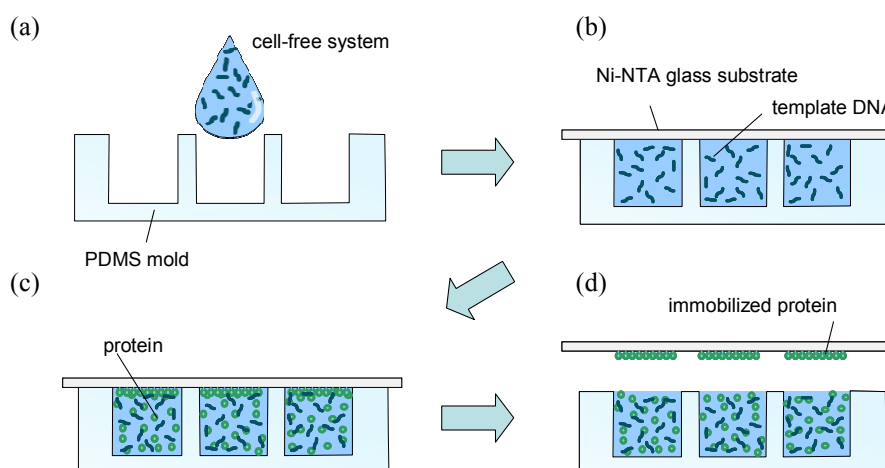 (a)
cell-free system
PDMS mold
(b)
Ni-NTA glass substrate
template DNA
(c)
protein
(d)
immobilized protein